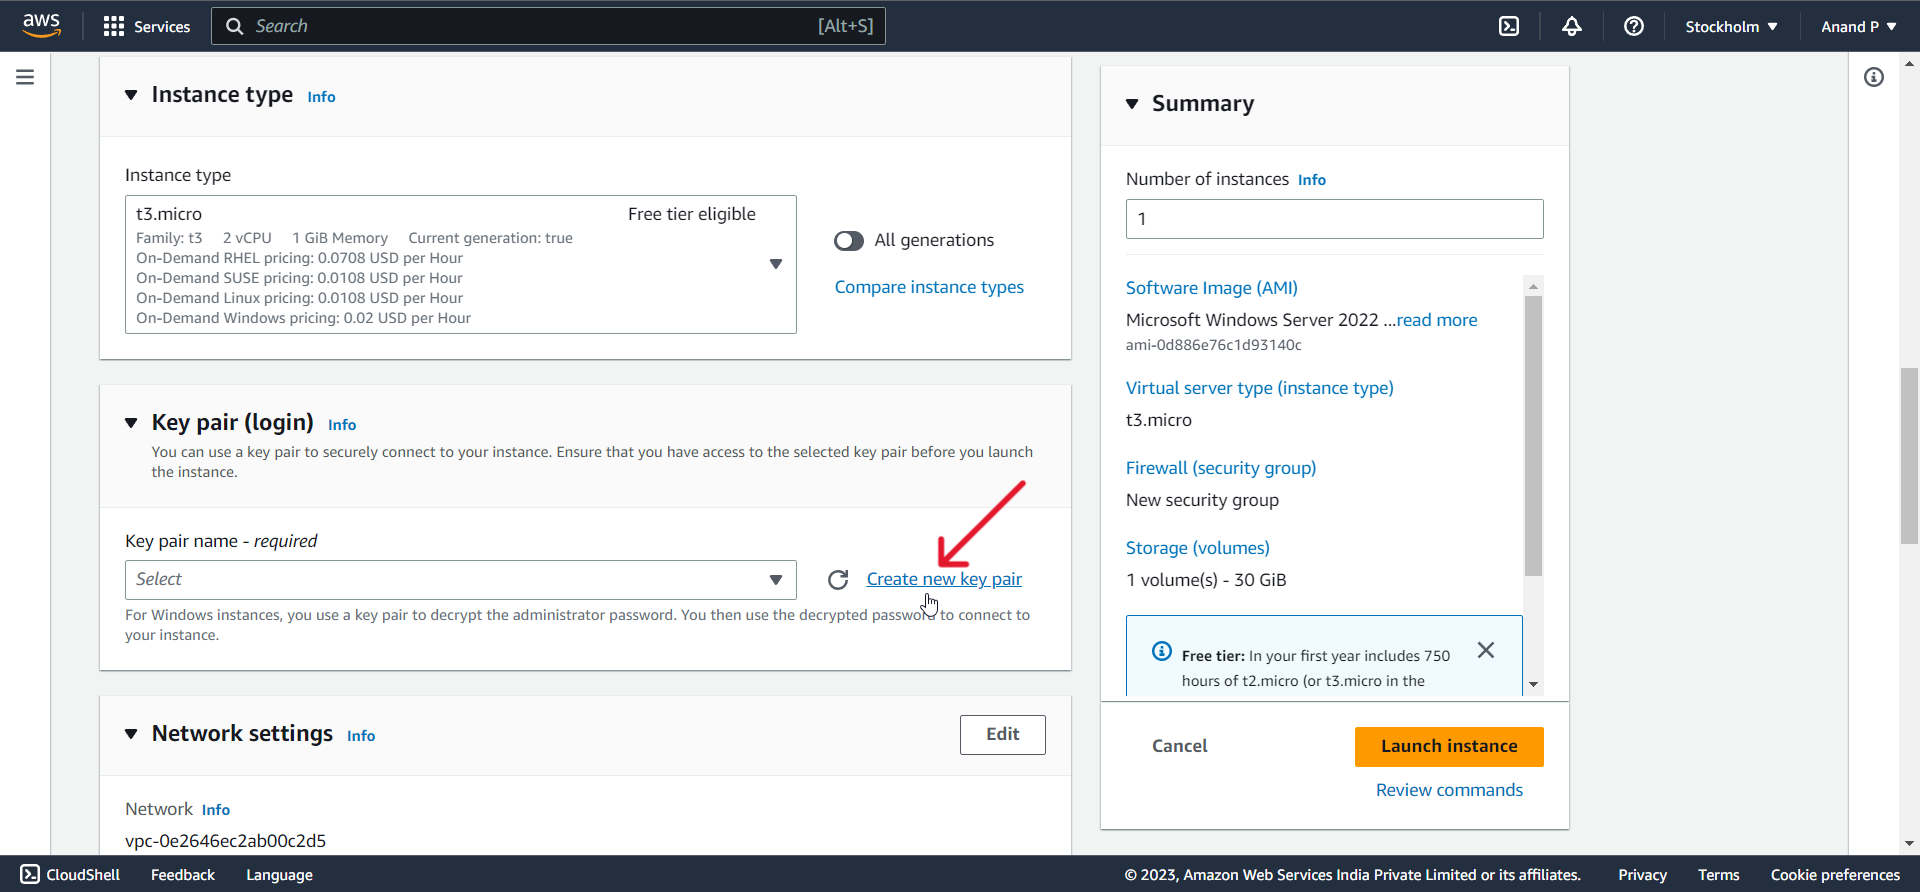 aws
Services
Search
[Alt+S]
Stockholm
Anand P
Instance type Info
Instance type
t3.micro
Free tier eligible
Family: t3 2 vCPU 1 GiB Memory Current generation: true
On-Demand RHEL pricing: 0.0708 USD per Hour
On-Demand SUSE pricing: 0.0108 USD per Hour
On-Demand Linux pricing: 0.0108 USD per Hour
On-Demand Windows pricing: 0.02 USD per Hour
All generations
Compare instance types
Key pair (login) Info
You can use a key pair to securely connect to your instance. Ensure that you have access to the selected key pair before you launch
the instance.
Key pair name - required
Select
Create new key pair
For Windows instances, you use a key pair to decrypt the administrator password. You then use the decrypted password to connect to
your instance.
Network settings Info
Edit
Network Info
vpc-0e2646ec2ab00c2d5
Summary
Number of instances Info
1
Software Image (AMI)
Microsoft Windows Server 2022 ...read more
ami-0d886e76c1d93140c
Virtual server type (instance type)
t3.micro
Firewall (security group)
New security group
Storage (volumes)
1 volume(s) - 30 GiB
Free tier: In your first year includes 750
hours of t2.micro (or t3.micro in the
Cancel
Launch instance
Review commands
CloudShell
Feedback
Language
© 2023, Amazon Web Services India Private Limited or its affiliates.
Privacy
Terms
Cookie preferences